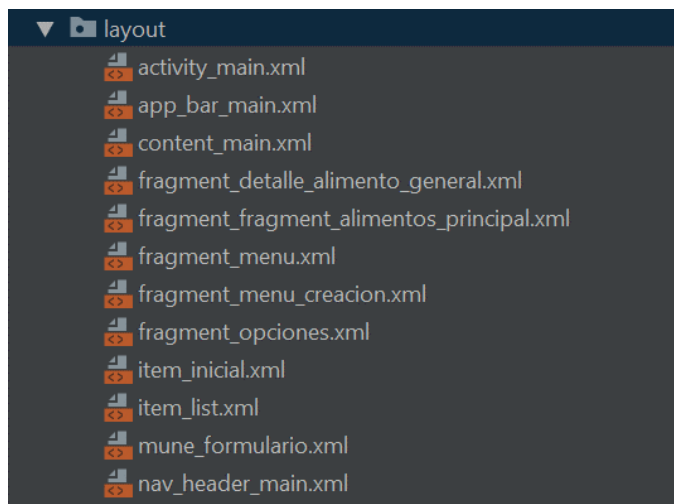 layout
activity_main.xml
app_bar_main.xml
content_main.xml
fragment_detalle_alimento_general.xml
fragment_fragment_alimentos_principal.xml
fragment_menu.xml
fragment_menu_creacion.xml
fragment_opciones.xml
item_inicial.xml
item_list.xml
mune_formulario.xml
nav_header_main.xml